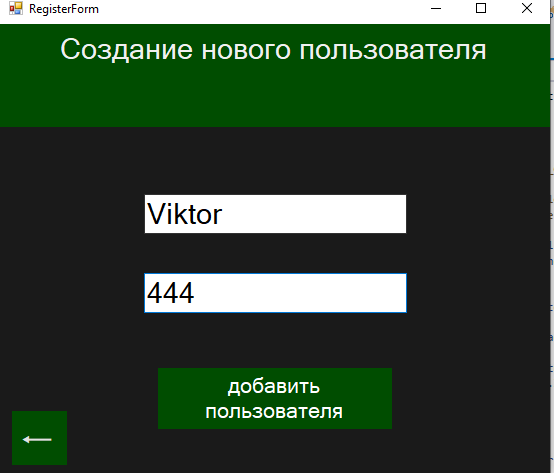 RegisterForm
Создание нового пользователя
Viktor
444
добавить
пользователя